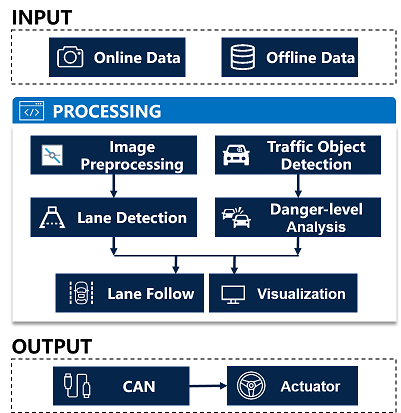 INPUT
Online Data
Offline Data
PROCESSING
Image
Preprocessing
Traffic Object
Detection
Lane Detection
Danger-level
Analysis
Lane Follow
Visualization
OUTPUT
CAN
Actuator